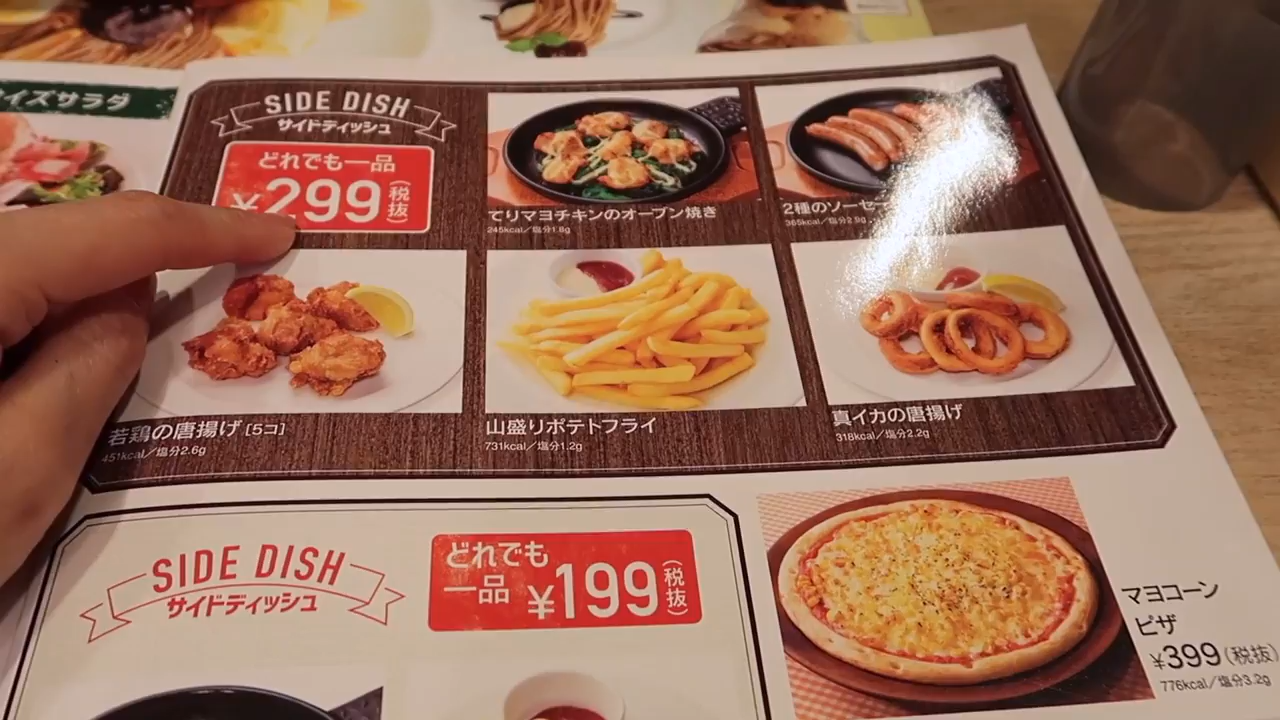 イズサラダ
SIDE DISH
サイドディッシュ
どれでも一品
¥299(税抜)
てりマヨチキンのオーブン焼き
245kcal/塩分1.8g
2種のソーセー
365kcal/塩分2.9g
若鶏の唐揚げ[5コ]
451kcal/塩分2.6g
山盛りポテトフライ
731kcal/塩分1.2g
真イカの唐揚げ
318kcal/塩分2.2g
SIDE DISH
サイドディッシュ
どれでも
一品 ¥199(税抜)
マヨコーン
ピザ
¥399(税抜)
776kcal/塩分3.2g